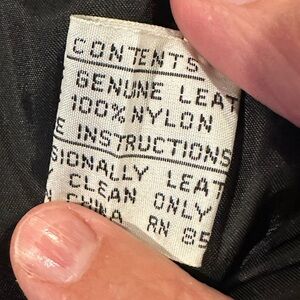 CONTENTS
GENUINE LEAT
100% NYLON
E INSTRUCTIONS
SIONALLY LEAT
Y CLEAN ONLY
N CHINA RN 85